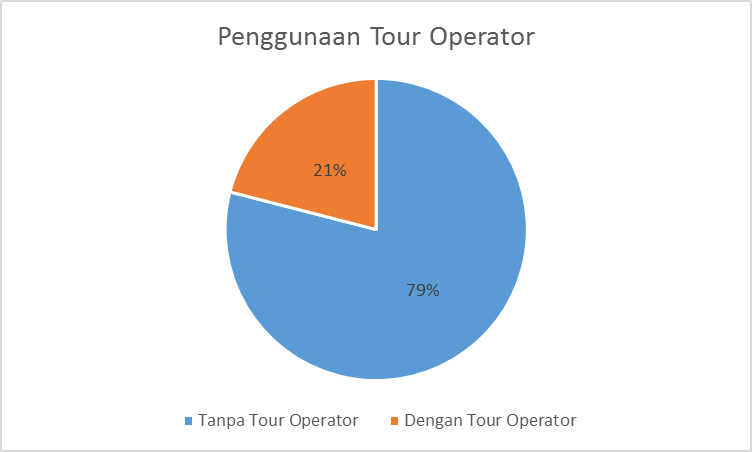 Penggunaan Tour Operator
21%
79%
Tanpa Tour Operator
Dengan Tour Operator